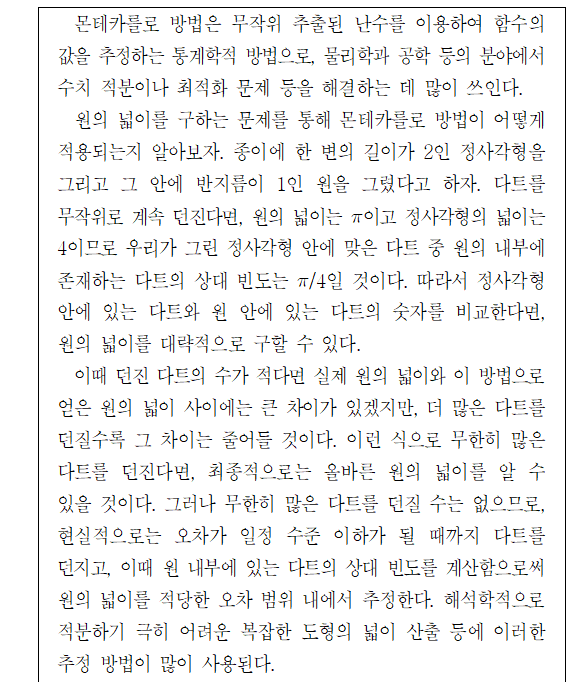 몬테카를로 방법은 무작위 추출된 난수를 이용하여 함수의
값을 추정하는 통계학적 방법으로, 물리학과 공학 등의 분야에서
수치 적분이나 최적화 문제 등을 해결하는 데 많이 쓰인다.
원의 넓이를 구하는 문제를 통해 몬테카를로 방법이 어떻게
적용되는지 알아보자. 종이에 한 변의 길이가 2인 정사각형을
그리고 그 안에 반지름이 1인 원을 그렸다고 하자. 다트를
무작위로 계속 던진다면, 원의 넓이는 π이고 정사각형의 넓이는
4이므로 우리가 그린 정사각형 안에 맞은 다트 중 원의 내부에
존재하는 다트의 상대 빈도는 π/4일 것이다. 따라서 정사각형
안에 있는 다트와 원 안에 있는 다트의 숫자를 비교한다면,
원의 넓이를 대략적으로 구할 수 있다.
이때 던진 다트의 수가 적다면 실제 원의 넓이와 이 방법으로
얻은 원의 넓이 사이에는 큰 차이가 있겠지만, 더 많은 다트를
던질수록 그 차이는 줄어들 것이다. 이런 식으로 무한히 많은
다트를 던진다면, 최종적으로는 올바른 원의 넓이를 알 수
있을 것이다. 그러나 무한히 많은 다트를 던질 수는 없으므로,
현실적으로는 오차가 일정 수준 이하가 될 때까지 다트를
던지고, 이때 원 내부에 있는 다트의 상대 빈도를 계산함으로써
원의 넓이를 적당한 오차 범위 내에서 추정한다. 해석학적으로
적분하기 극히 어려운 복잡한 도형의 넓이 산출 등에 이러한
추정 방법이 많이 사용된다.